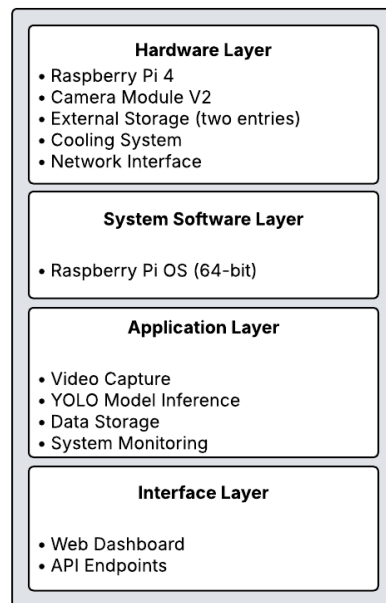 Hardware Layer
• Raspberry Pi 4
• Camera Module V2
• External Storage (two entries)
• Cooling System
• Network Interface
System Software Layer
• Raspberry Pi OS (64-bit)
Application Layer
• Video Capture
• YOLO Model Inference
• Data Storage
• System Monitoring
Interface Layer
• Web Dashboard
• API Endpoints